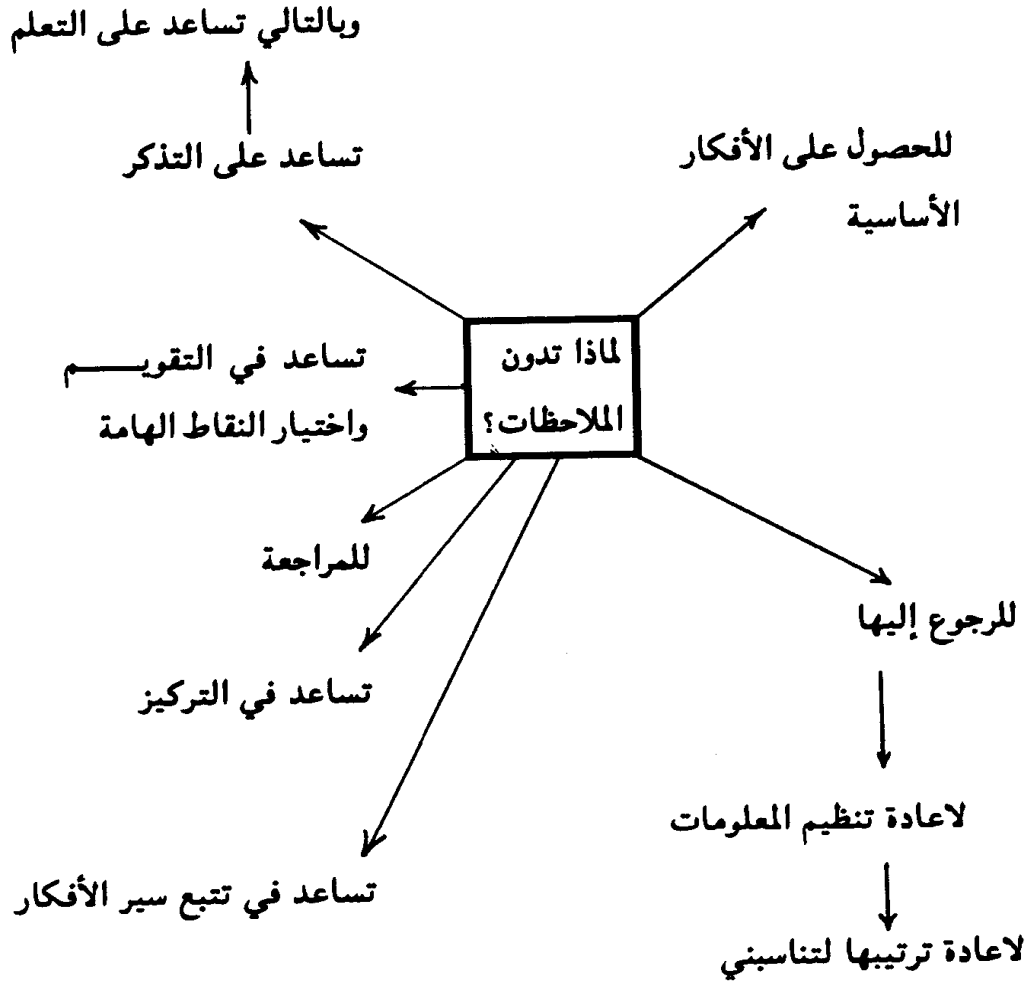 وبالتالي تساعد على التعلم
تساعد على التذكر
للحصول على الأفكار
الأساسية
لماذا تدون
الملاحظات؟
تساعد في التقويـــــم
واختيار النقاط الهامة
للمراجعة
للرجوع إليها
تساعد في التركيز
لاعادة تنظيم المعلومات
تساعد في تتبع سير الأفكار
لاعادة ترتيبها لتناسبني